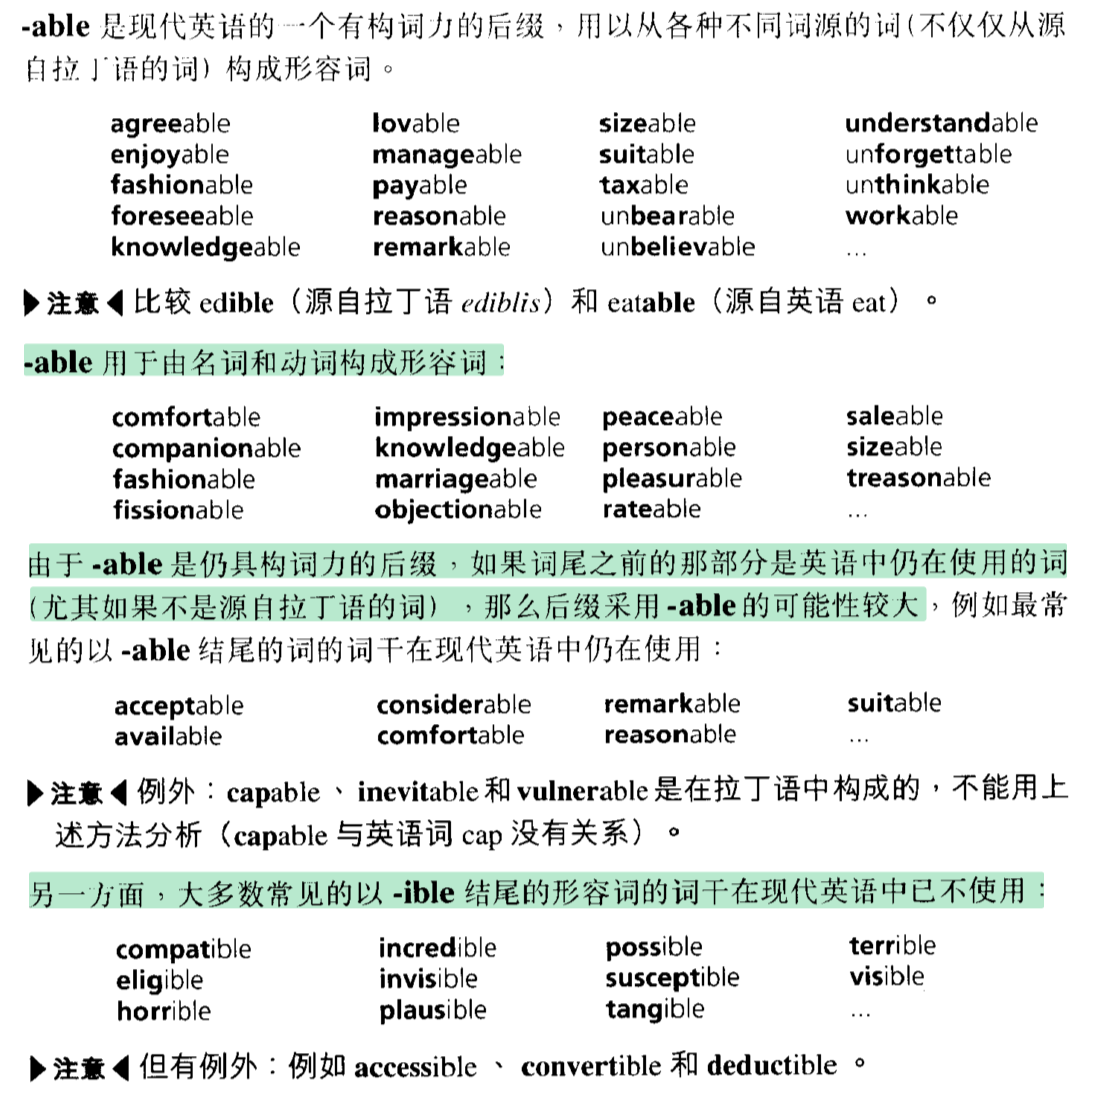 -able 是现代英语的一个有构词力的后缀，用以从各种不同词源的词(不仅仅从源
自拉丁语的词) 构成形容词。
agreeable lovable sizeable understandable
enjoyable manageable suitable unforgettable
fashionable payable taxable unthinkable
foreseeable reasonable unbearable workable
knowledgeable remarkable unbelievable ...
▶注意◀ 比较 edible（源自拉丁语 ediblis）和 eatable（源自英语 eat）。
-able 用于由名词和动词构成形容词：
comfortable impressionable peaceable saleable
companionable knowledgeable personable sizeable
fashionable marriageable pleasurable treasonable
fissionable objectionable rateable ...
由于 -able 是仍具构词力的后缀，如果词尾之前的那部分是英语中仍在使用的词
(尤其如果不是源自拉丁语的词)，那么后缀采用 -able 的可能性较大，例如最常
见的以 -able 结尾的词的词干在现代英语中仍在使用：
acceptable considerable remarkable suitable
available comfortable reasonable ...
▶注意◀ 例外：capable、inevitable 和 vulnerable 是在拉丁语中构成的，不能用上
述方法分析（capable 与英语词 cap 没有关系）。
另一方面，大多数常见的以 -ible 结尾的形容词的词干在现代英语中已不使用：
compatible incredible possible terrible
eligible invisible susceptible visible
horrible plausible tangible ...
▶注意◀ 但有例外：例如 accessible、convertible 和 deductible。